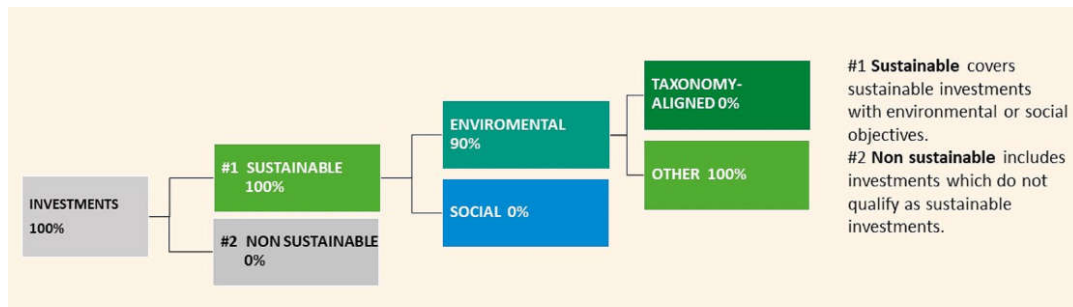 INVESTMENTS
100%
#1 SUSTAINABLE
100%
#2 NON SUSTAINABLE
0%
ENVIROMENTAL
90%
SOCIAL 0%
TAXONOMY-
ALIGNED 0%
OTHER 100%
#1 Sustainable covers
sustainable investments
with environmental or social
objectives.
#2 Non sustainable includes
investments which do not
qualify as sustainable
investments.